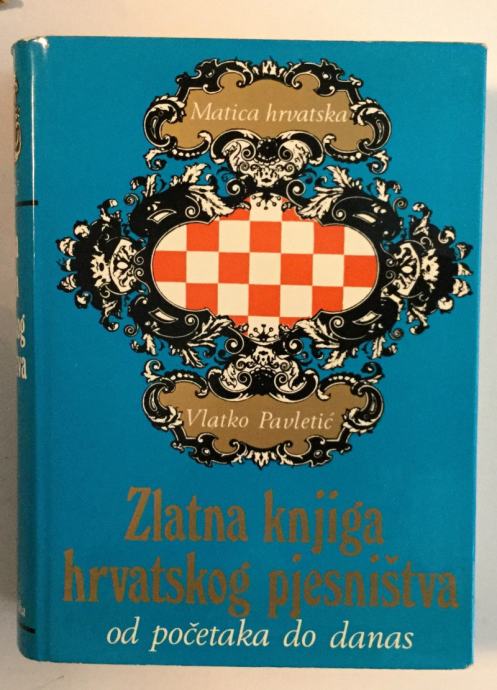 Matica hrvatska
Vlatko Pavletić
Zlatna knjiga
hrvatskog pjesništva
od početaka do danas